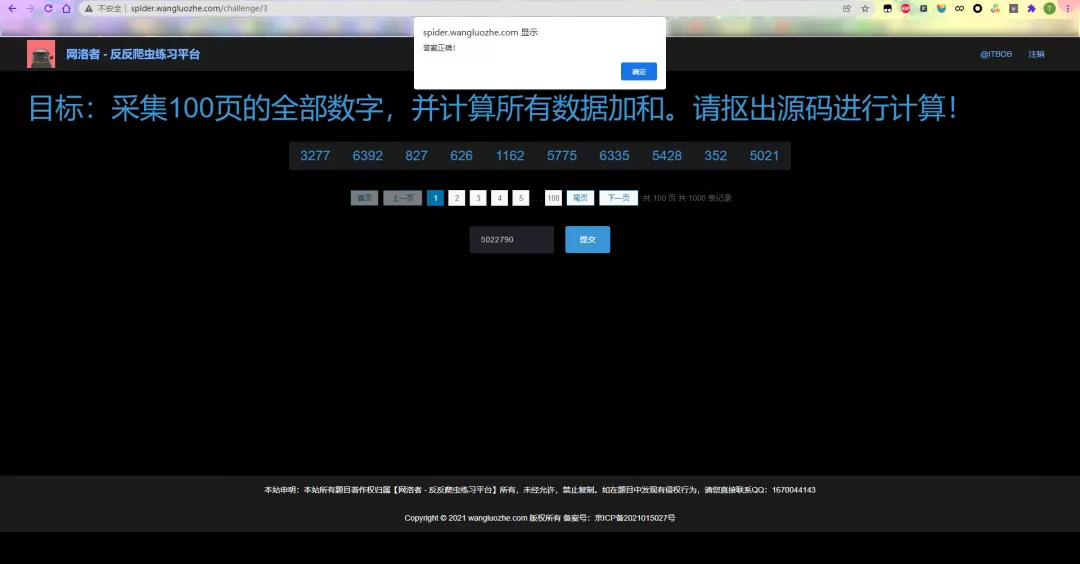 不安全 | spider.wangluozhe.com/challenge/3
spider.wangluozhe.com 显示
答案正确！
确定
网洛者 - 反反爬虫练习平台
@ITBOB 注销
目标：采集100页的全部数字，并计算所有数据加和。请抠出源码进行计算！
3277 6392 827 626 1162 5775 6335 5428 352 5021
首页 上一页 1 2 3 4 5 ... 100 尾页 下一页 共 100 页 共 1000 条记录
5022790 提交
本站申明：本站所有题目著作权归属【网洛者 - 反反爬虫练习平台】所有，未经允许，禁止复制。如在题目中发现有侵权行为，请您直接联系QQ：1670044143
Copyright © 2021 wangluozhe.com 版权所有 备案号：京ICP备2021015027号